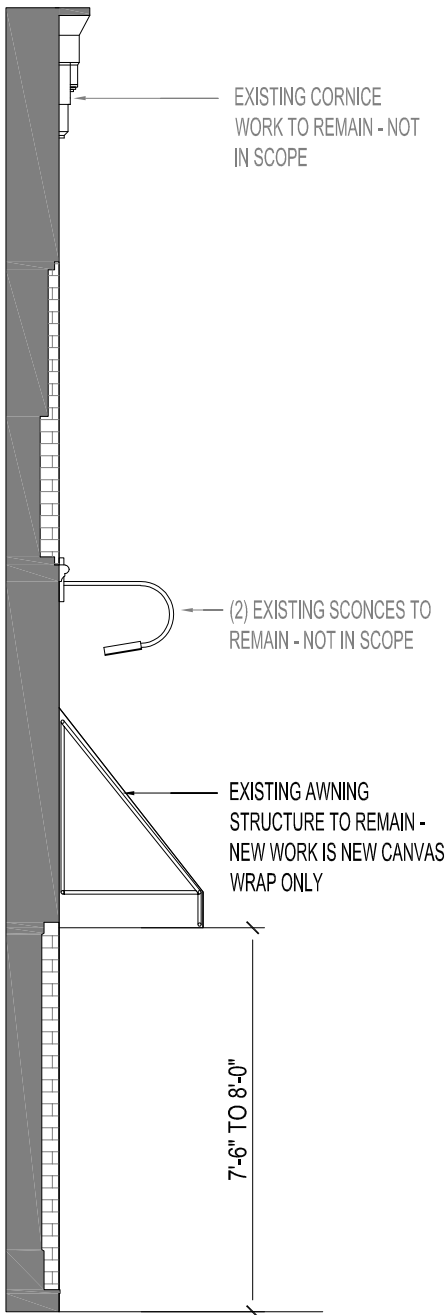 EXISTING CORNICE
WORK TO REMAIN - NOT
IN SCOPE
(2) EXISTING SCONCES TO
REMAIN - NOT IN SCOPE
EXISTING AWNING
STRUCTURE TO REMAIN -
NEW WORK IS NEW CANVAS
WRAP ONLY
7'-6" TO 8'-0"